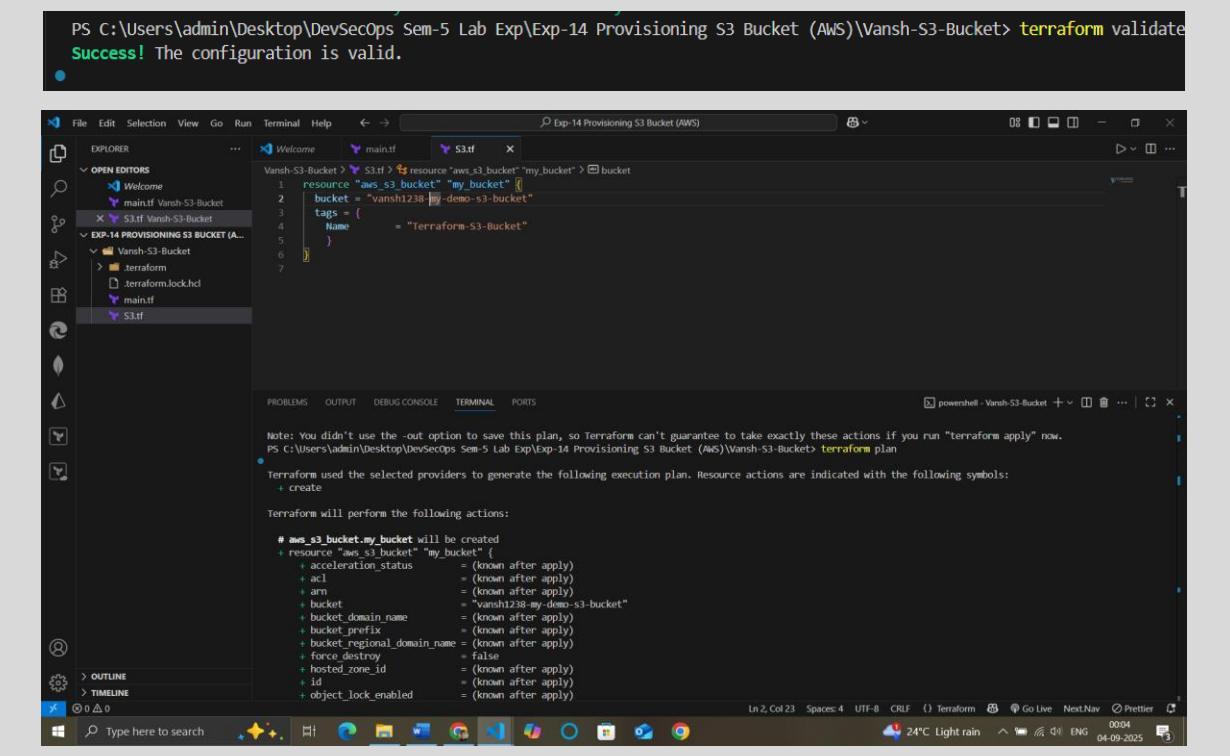 PS C:\Users\admin\Desktop\DevSecOps Sem-5 Lab Exp\Exp-14 Provisioning S3 Bucket (AWS)\Vansh-S3-Bucket> terraform validate
Success! The configuration is valid.
File Edit Selection View Go Run Terminal Help
Exp-14 Provisioning S3 Bucket (AWS)
EXPLORER
OPEN EDITORS
Welcome
main.tf Vansh-S3-Bucket
S3.tf Vansh-S3-Bucket
EXP-14 PROVISIONING S3 BUCKET (A...
Vansh-S3-Bucket
.terraform
.terraform.lock.hcl
main.tf
S3.tf
OUTLINE
TIMELINE
Welcome main.tf S3.tf
Vansh-S3-Bucket > S3.tf > resource "aws_s3_bucket" "my_bucket" > bucket
1 resource "aws_s3_bucket" "my_bucket" {
2 bucket = "vansh1238-my-demo-s3-bucket"
3 tags = {
4 Name = "Terraform-S3-Bucket"
5 }
6 }
7
PROBLEMS OUTPUT DEBUG CONSOLE TERMINAL PORTS
powershell - Vansh-S3-Bucket
Note: You didn't use the -out option to save this plan, so Terraform can't guarantee to take exactly these actions if you run "terraform apply" now.
PS C:\Users\admin\Desktop\DevSecOps Sem-5 Lab Exp\Exp-14 Provisioning S3 Bucket (AWS)\Vansh-S3-Bucket> terraform plan
Terraform used the selected providers to generate the following execution plan. Resource actions are indicated with the following symbols:
+ create
Terraform will perform the following actions:
# aws_s3_bucket.my_bucket will be created
+ resource "aws_s3_bucket" "my_bucket" {
+ acceleration_status = (known after apply)
+ acl = (known after apply)
+ arn = (known after apply)
+ bucket = "vansh1238-my-demo-s3-bucket"
+ bucket_domain_name = (known after apply)
+ bucket_prefix = (known after apply)
+ bucket_regional_domain_name = (known after apply)
+ force_destroy = false
+ hosted_zone_id = (known after apply)
+ id = (known after apply)
+ object_lock_enabled = (known after apply)
0 0 Ln 2, Col 23 Spaces: 4 UTF-8 CRLF {} Terraform Go Live Next.Nav Prettier
Type here to search
24°C Light rain ENG
00:04
04-09-2025
3